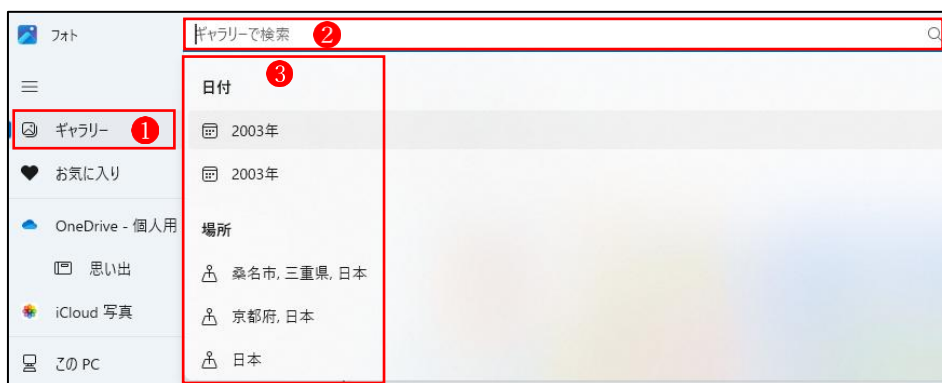 フォト
ギャラリーで検索 2
3
日付
ギャラリー 1
2003年
お気に入り
2003年
OneDrive - 個人用
場所
思い出
桑名市, 三重県, 日本
iCloud 写真
京都府, 日本
この PC
日本